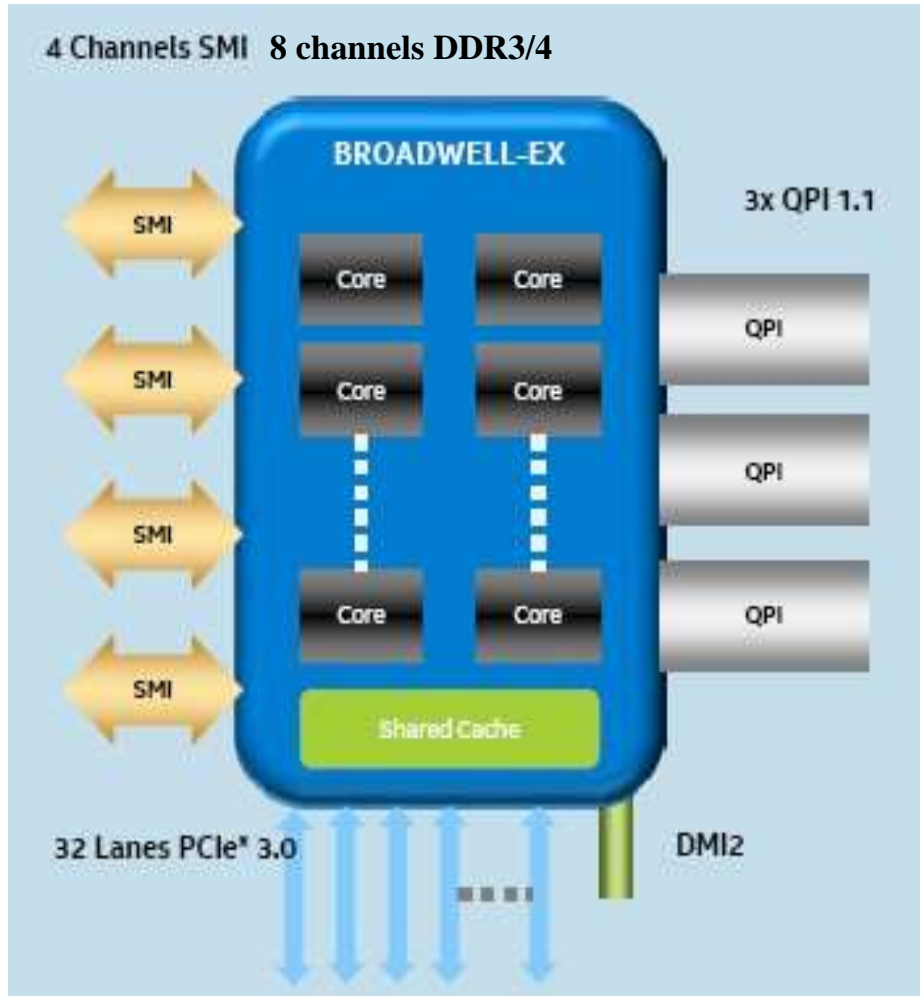 4 Channels SMI 8 channels DDR3/4
BROADWELL-EX
3x QPI 1.1
SMI
SMI
SMI
SMI
Core Core
Core Core
Core Core
QPI
QPI
QPI
Shared Cache
32 Lanes PCIe* 3.0
DMI2